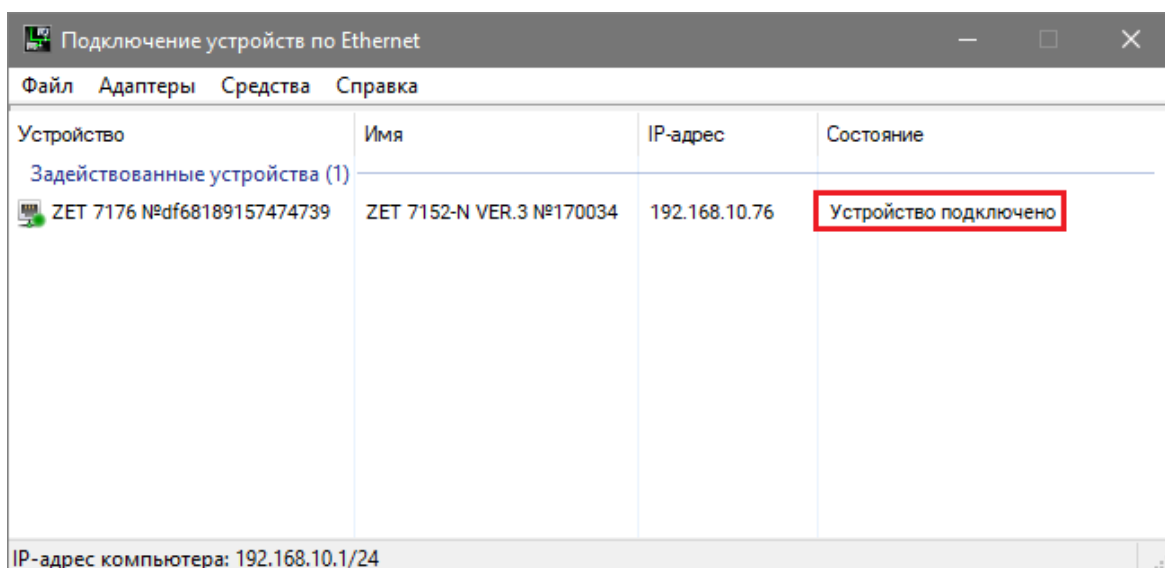 Подключение устройств по Ethernet
Файл Адаптеры Средства Справка
Устройство Имя IP-адрес Состояние
Задействованные устройства (1)
ZET 7176 №df68189157474739 ZET 7152-N VER.3 №170034 192.168.10.76 Устройство подключено
IP-адрес компьютера: 192.168.10.1/24